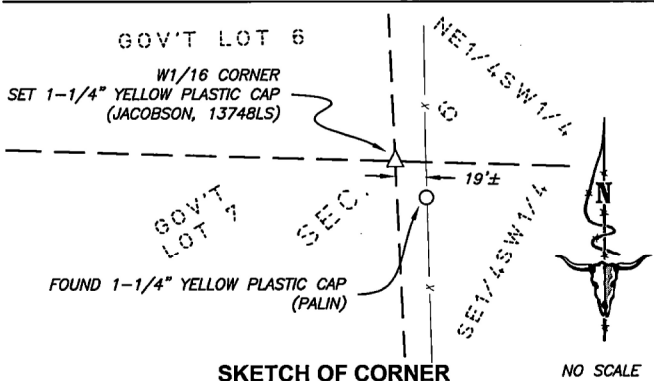 GOV'T LOT 6
NE1/4SW1/4
W1/16 CORNER
SET 1-1/4" YELLOW PLASTIC CAP
(JACOBSON, 13748LS)
6
19'±
GOV'T
LOT 7
SEC.
SE1/4SW1/4
N
FOUND 1-1/4" YELLOW PLASTIC CAP
(PALIN)
SKETCH OF CORNER
NO SCALE